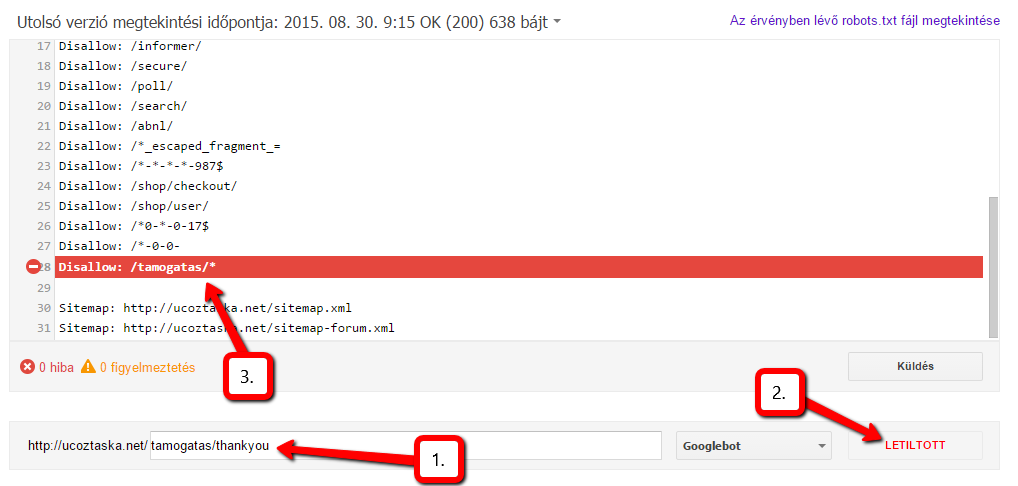 Utolsó verzió megtekintési időpontja: 2015. 08. 30. 9:15 OK (200) 638 bájt
Az érvényben lévő robots.txt fájl megtekintése
17 Disallow: /informer/
18 Disallow: /secure/
19 Disallow: /poll/
20 Disallow: /search/
21 Disallow: /abnl/
22 Disallow: /*_escaped_fragment_=
23 Disallow: /*-*-*-*-987$
24 Disallow: /shop/checkout/
25 Disallow: /shop/user/
26 Disallow: /*0-*-0-17$
27 Disallow: /*-0-0-
28 Disallow: /tamogatas/*
29
30 Sitemap: http://ucoztaska.net/sitemap.xml
31 Sitemap: http://ucoztaska.net/sitemap-forum.xml
0 hiba 0 figyelmeztetés
Küldés
3.
2.
http://ucoztaska.net/ tamogatas/thankyou
Googlebot
LETILTOTT
1.